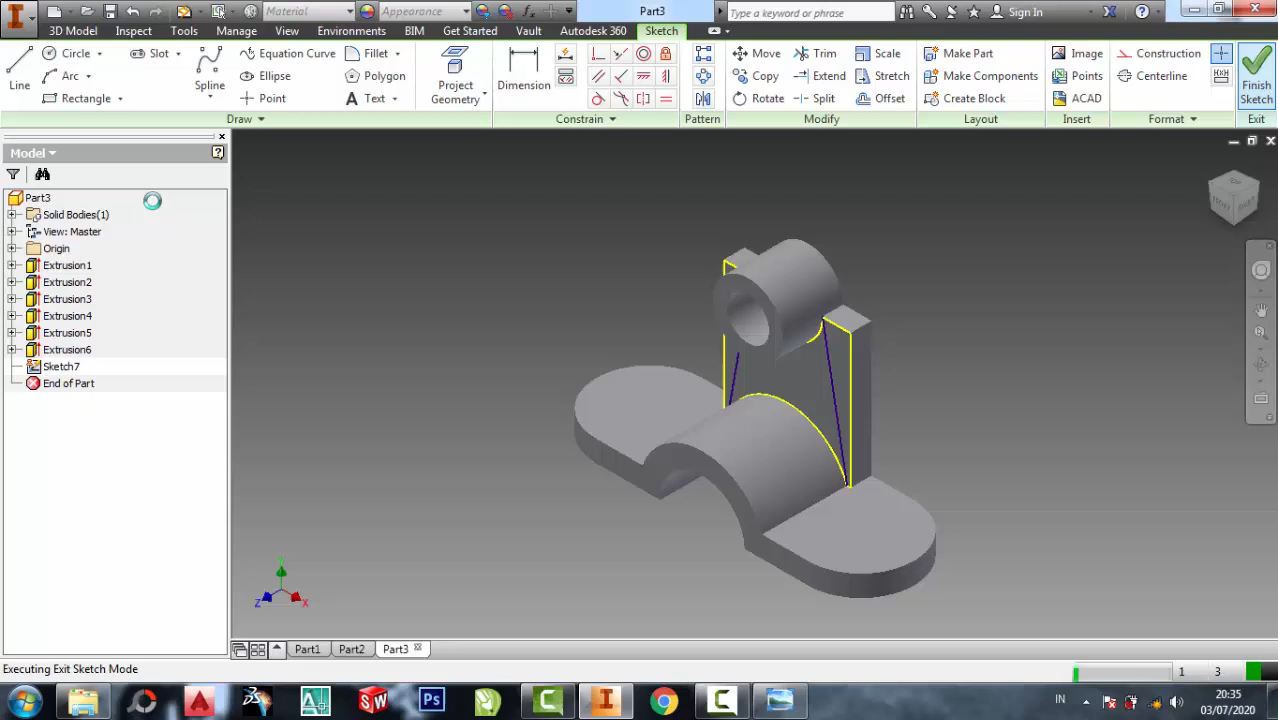 Material
Appearance
Part3
Type a keyword or phrase
Sign In
3D Model
Inspect
Tools
Manage
View
Environments
BIM
Get Started
Vault
Autodesk 360
Sketch
Line
Circle
Arc
Rectangle
Slot
Spline
Equation Curve
Ellipse
Point
Fillet
Polygon
Text
Project
Geometry
Dimension
Move
Copy
Rotate
Trim
Extend
Split
Scale
Stretch
Offset
Make Part
Make Components
Create Block
Image
Points
ACAD
Construction
Centerline
Finish
Sketch
Draw
Constrain
Pattern
Modify
Layout
Insert
Format
Exit
Model
Part3
Solid Bodies(1)
View: Master
Origin
Extrusion1
Extrusion2
Extrusion3
Extrusion4
Extrusion5
Extrusion6
Sketch7
End of Part
Z
X
Part1
Part2
Part3
Executing Exit Sketch Mode
1
3
Ps
IN
20:35
03/07/2020